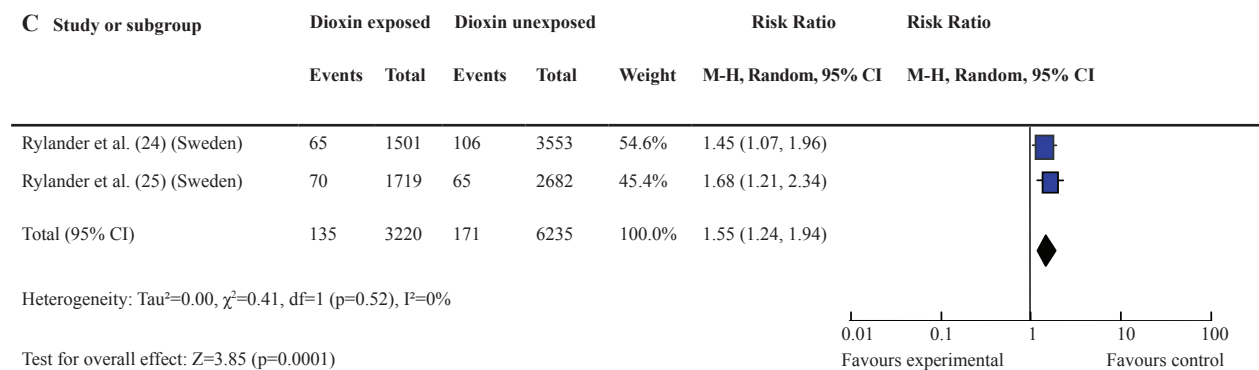 C Study or subgroup Dioxin exposed Dioxin unexposed Risk Ratio Risk Ratio
Events Total Events Total Weight M-H, Random, 95% CI M-H, Random, 95% CI
Rylander et al. (24) (Sweden) 65 1501 106 3553 54.6% 1.45 (1.07, 1.96)
Rylander et al. (25) (Sweden) 70 1719 65 2682 45.4% 1.68 (1.21, 2.34)
Total (95% CI) 135 3220 171 6235 100.0% 1.55 (1.24, 1.94)
Heterogeneity: Tau²=0.00, χ²=0.41, df=1 (p=0.52), I²=0%
0.01 0.1 1 10 100
Test for overall effect: Z=3.85 (p=0.0001) Favours experimental Favours control